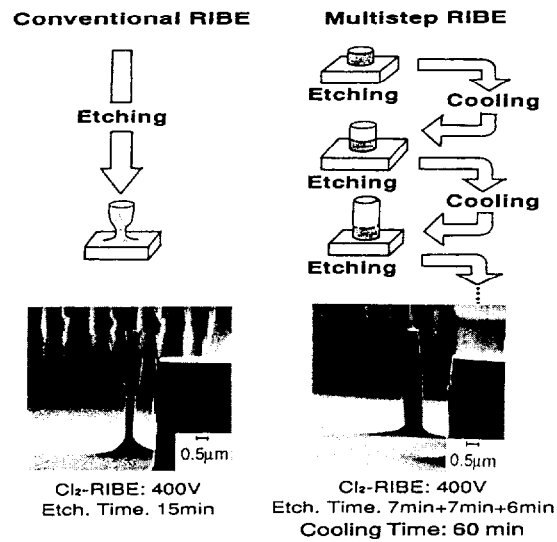 Conventional RIBE
Etching
0.5μm
Cl₂-RIBE: 400V
Etch. Time. 15min
Multistep RIBE
Etching
Cooling
Etching
Cooling
Etching
0.5μm
Cl₂-RIBE: 400V
Etch. Time. 7min+7min+6min
Cooling Time: 60 min